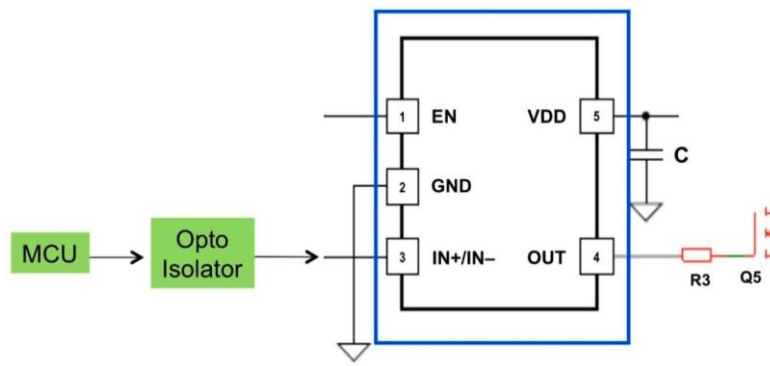 1 EN VDD 5
C
2 GND
MCU
Opto
Isolator
3 IN+/IN– OUT 4
R3 Q5